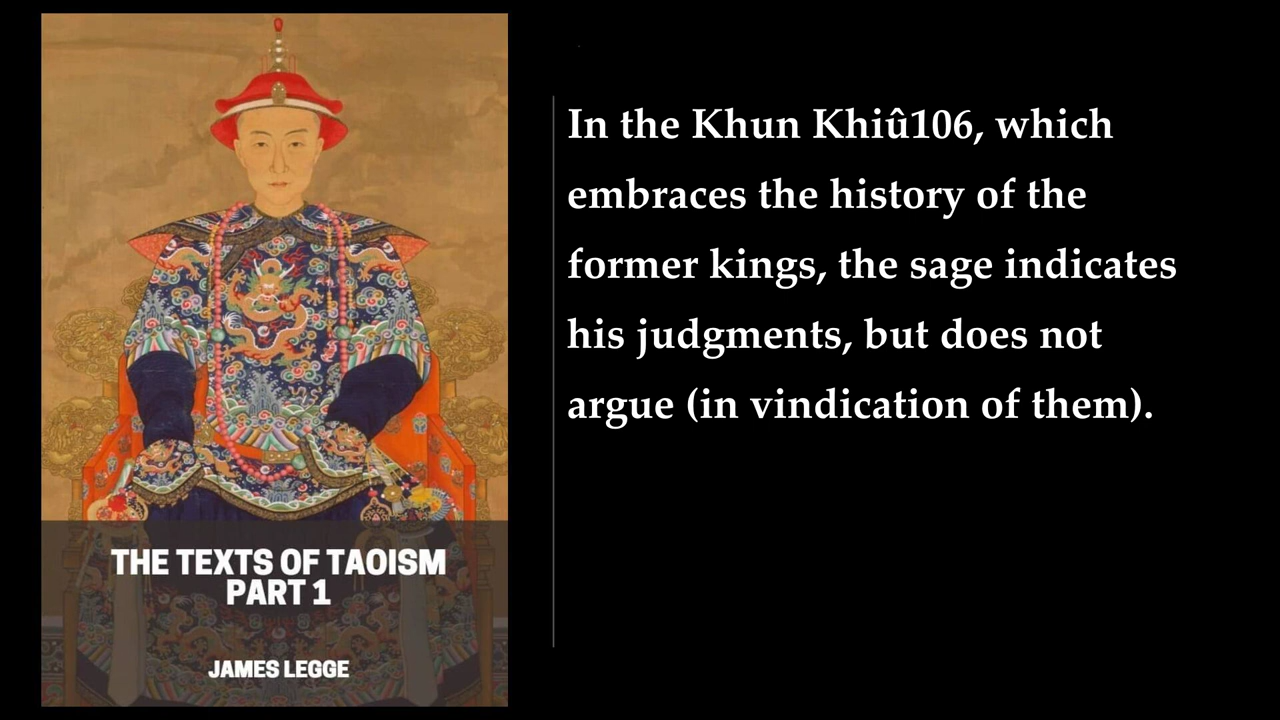 In the Khun Khiû106, which
embraces the history of the
former kings, the sage indicates
his judgments, but does not
argue (in vindication of them).
THE TEXTS OF TAOISM
PART 1
JAMES LEGGE